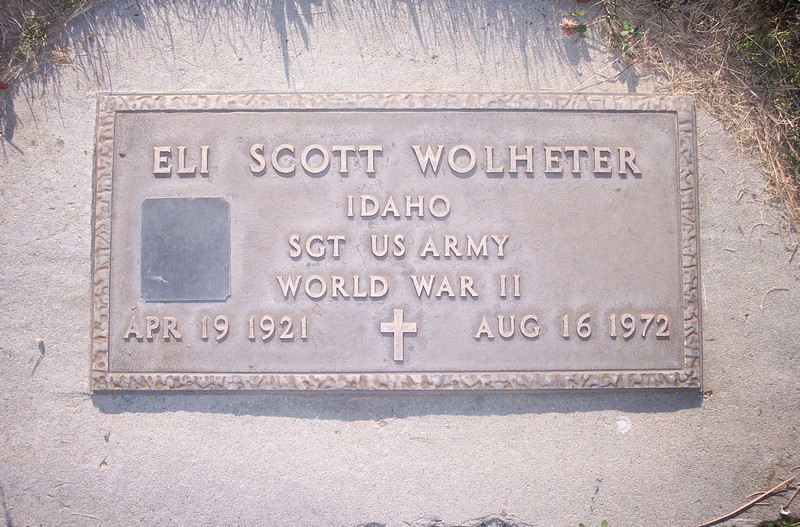 ELI SCOTT WOLHETER
IDAHO
SGT US ARMY
WORLD WAR II
APR 19 1921 AUG 16 1972